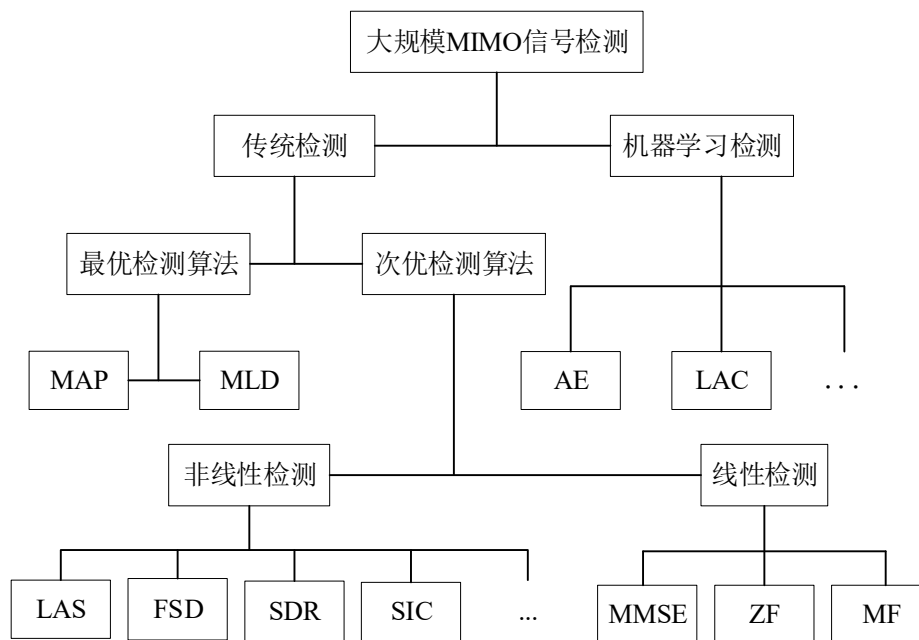 大规模MIMO信号检测
传统检测
机器学习检测
最优检测算法
次优检测算法
MAP
MLD
AE
LAC
...
非线性检测
线性检测
LAS
FSD
SDR
SIC
...
MMSE
ZF
MF